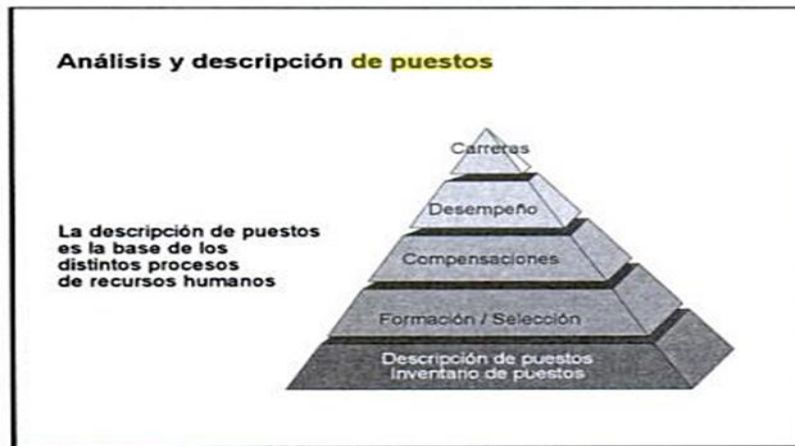 Análisis y descripción de puestos
La descripción de puestos
es la base de los
distintos procesos
de recursos humanos
Carreras
Desempeño
Compensaciones
Formación / Selección
Descripción de puestos
Inventario de puestos